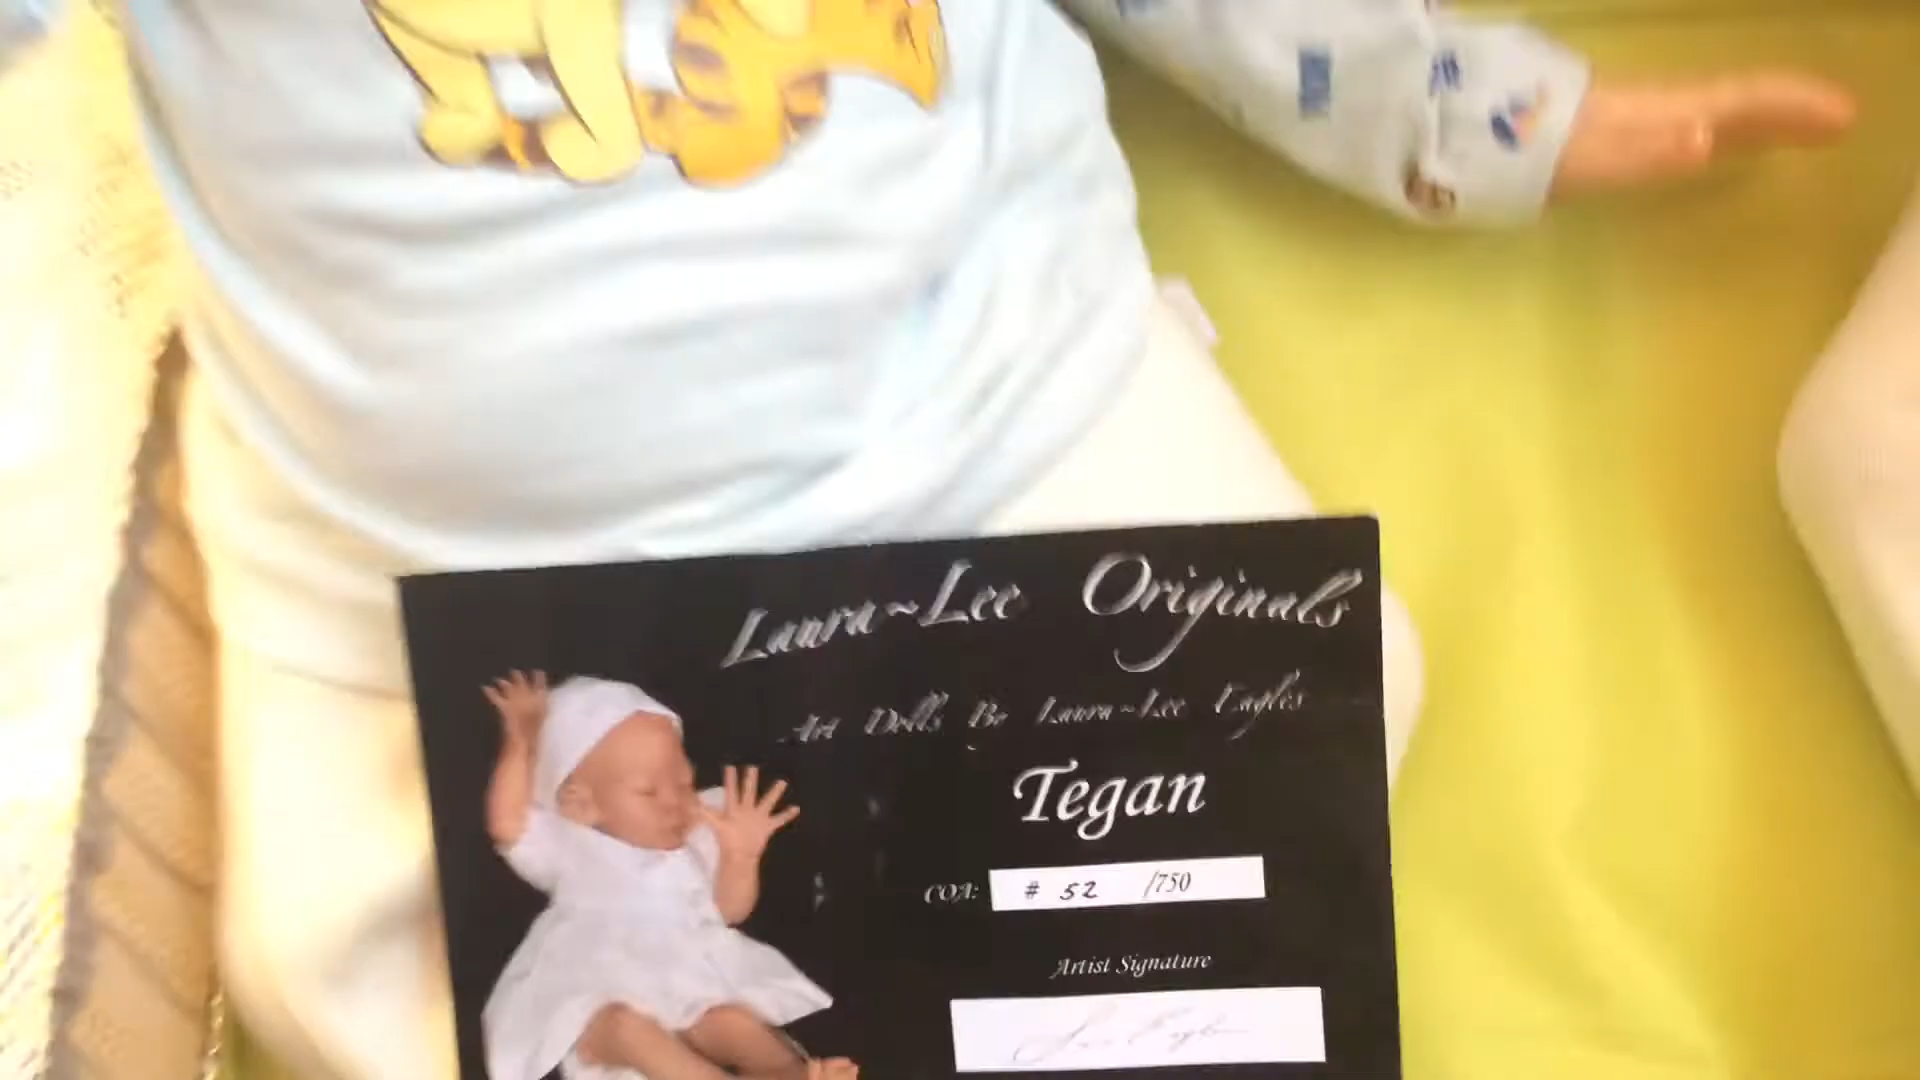 Laura~Lee Originals
Art Dolls By Laura~Lee Eagles
Tegan
COA: # 52 /750
Artist Signature